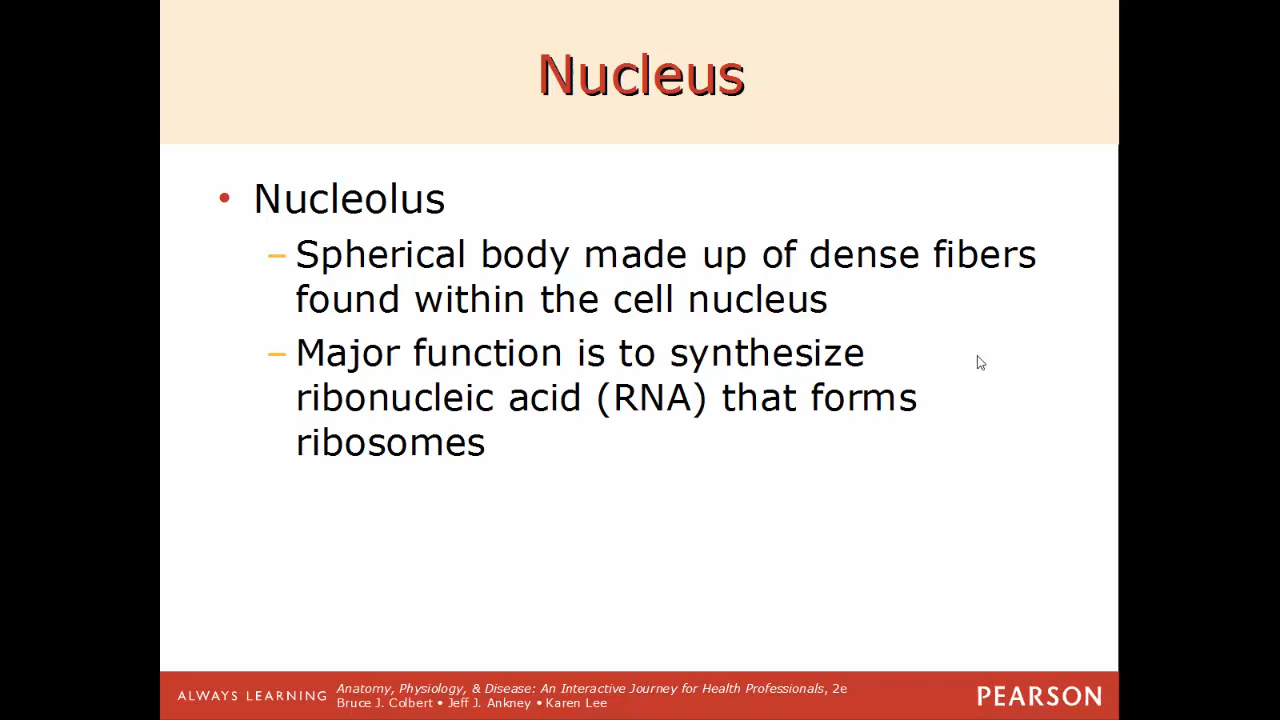 Nucleus
• Nucleolus
– Spherical body made up of dense fibers
found within the cell nucleus
– Major function is to synthesize
ribonucleic acid (RNA) that forms
ribosomes
ALWAYS LEARNING
Anatomy, Physiology, & Disease: An Interactive Journey for Health Professionals, 2e
Bruce J. Colbert • Jeff J. Ankney • Karen Lee
PEARSON